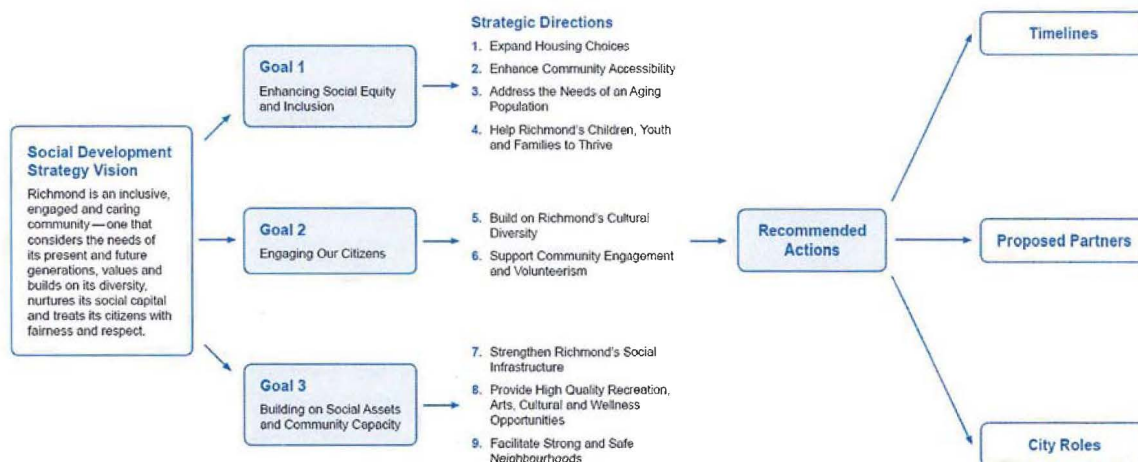 Social Development
Strategy Vision
Richmond is an inclusive,
engaged and caring
community—one that
considers the needs of
its present and future
generations, values and
builds on its diversity,
nurtures its social capital
and treats its citizens with
fairness and respect.
Goal 1
Enhancing Social Equity
and Inclusion
Goal 2
Engaging Our Citizens
Goal 3
Building on Social Assets
and Community Capacity
Strategic Directions
1. Expand Housing Choices
2. Enhance Community Accessibility
3. Address the Needs of an Aging
Population
4. Help Richmond's Children, Youth
and Families to Thrive
5. Build on Richmond's Cultural
Diversity
6. Support Community Engagement
and Volunteerism
7. Strengthen Richmond's Social
Infrastructure
8. Provide High Quality Recreation,
Arts, Cultural and Wellness
Opportunities
9. Facilitate Strong and Safe
Neighbourhoods
Recommended
Actions
Timelines
Proposed Partners
City Roles